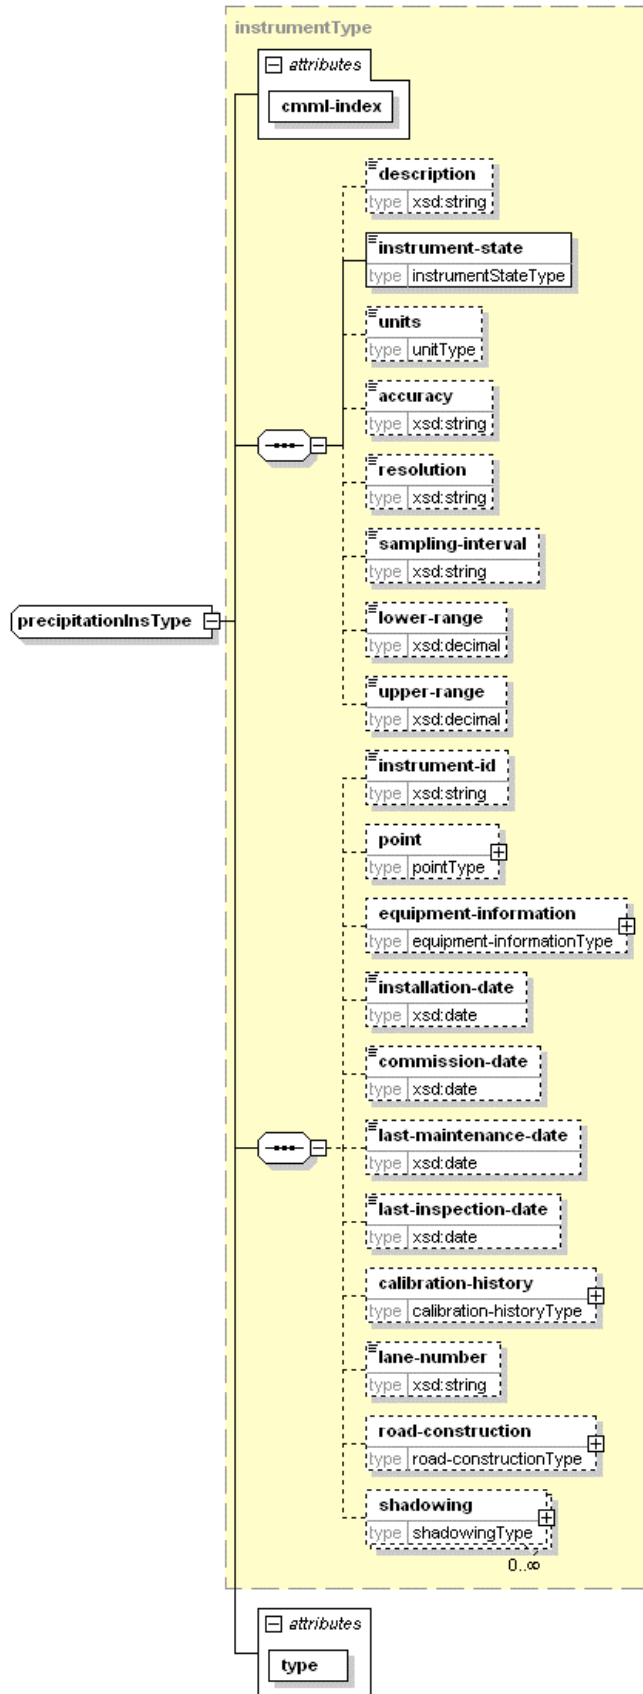 instrumentType
attributes
cmml-index
description
type xsd:string
instrument-state
type instrumentStateType
units
type unitType
accuracy
type xsd:string
resolution
type xsd:string
sampling-interval
type xsd:string
precipitationInsType
lower-range
type xsd:decimal
upper-range
type xsd:decimal
instrument-id
type xsd:string
point
type pointType
equipment-information
type equipment-informationType
installation-date
type xsd:date
commission-date
type xsd:date
last-maintenance-date
type xsd:date
last-inspection-date
type xsd:date
calibration-history
type calibration-historyType
lane-number
type xsd:string
road-construction
type road-constructionType
shadowing
type shadowingType
0..∞
attributes
type